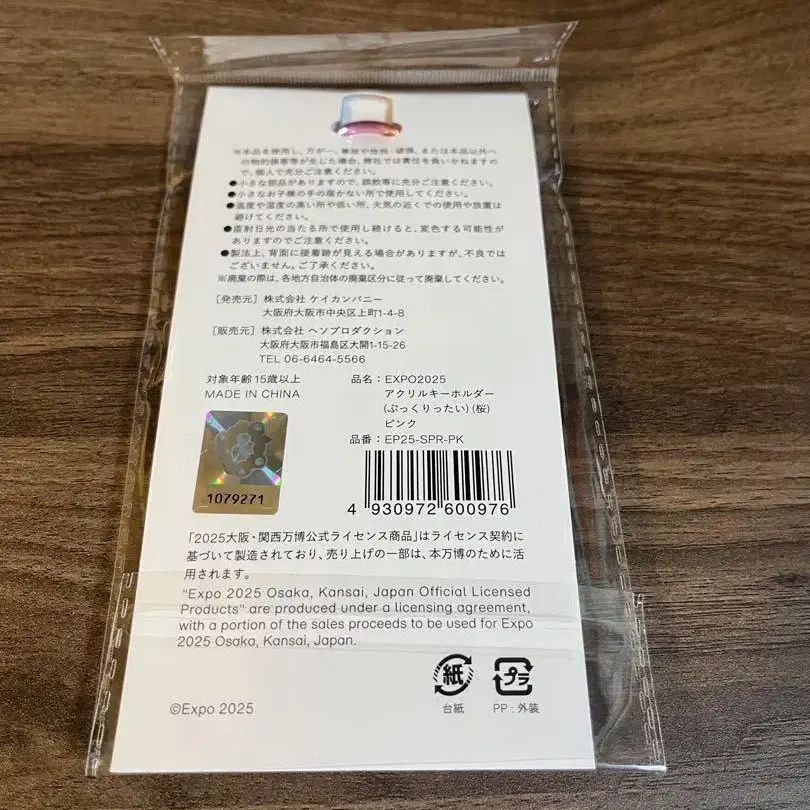 ※本品を使用し、万が一、事故や怪我・破損、または本品以外へ
の物的損害等が生じた場合、弊社では責任を負いかねますので
で、個人で充分ご注意ください。
●小さな部品がありますので、誤飲等に充分ご注意ください。
●小さなお子様の手の届かない所で使用してください。
●温度や湿度の高い所や低い所、火気の近くでの使用や放置は
避けてください。
●直射日光の当たる所で使用し続けると、変色する可能性が
ありますのでご注意ください。
●製法上、背面に接着跡が見える場合がありますが、不良では
ございません。ご了承ください。
※廃棄の際は、各地方自治体の廃棄区分に従って廃棄してください。
[発売元] 株式会社 ケイカンパニー
大阪府大阪市中央区上町1-4-8
[販売元] 株式会社 ヘソプロダクション
大阪府大阪市福島区大開1-15-26
TEL 06-6464-5566
対象年齢15歳以上
MADE IN CHINA
品名:EXPO2025
アクリルキーホルダー
(ぷっくりったい)(桜)
ピンク
品番:EP25-SPR-PK
1079271
4 930972 600976
「2025大阪・関西万博公式ライセンス商品」はライセンス契約に
基づいて製造されており、売り上げの一部は、本万博のために活
用されます。
"Expo 2025 Osaka, Kansai, Japan Official Licensed
Products" are produced under a licensing agreement,
with a portion of the sales proceeds to be used for Expo
2025 Osaka, Kansai, Japan.
紙
台紙
プラ
PP:外装
©Expo 2025